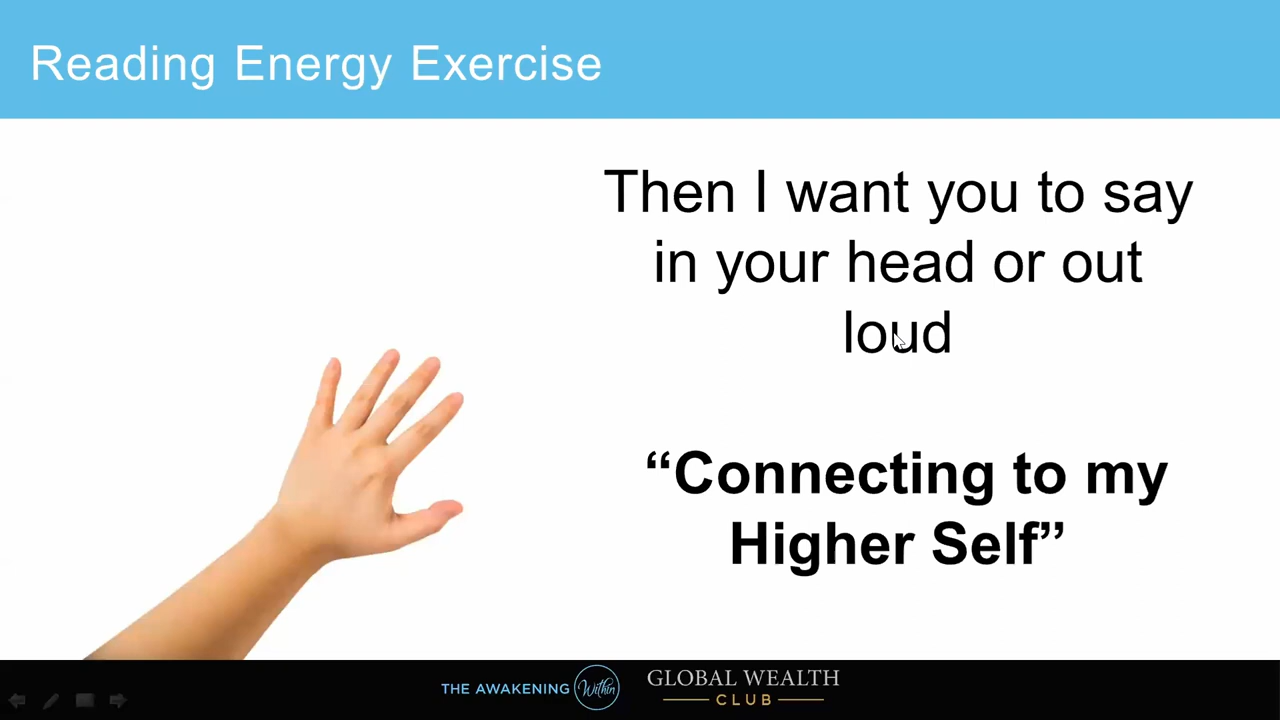 Reading Energy Exercise
Then I want you to say
in your head or out
loud
“Connecting to my
Higher Self”
THE AWAKENING Within
GLOBAL WEALTH
CLUB